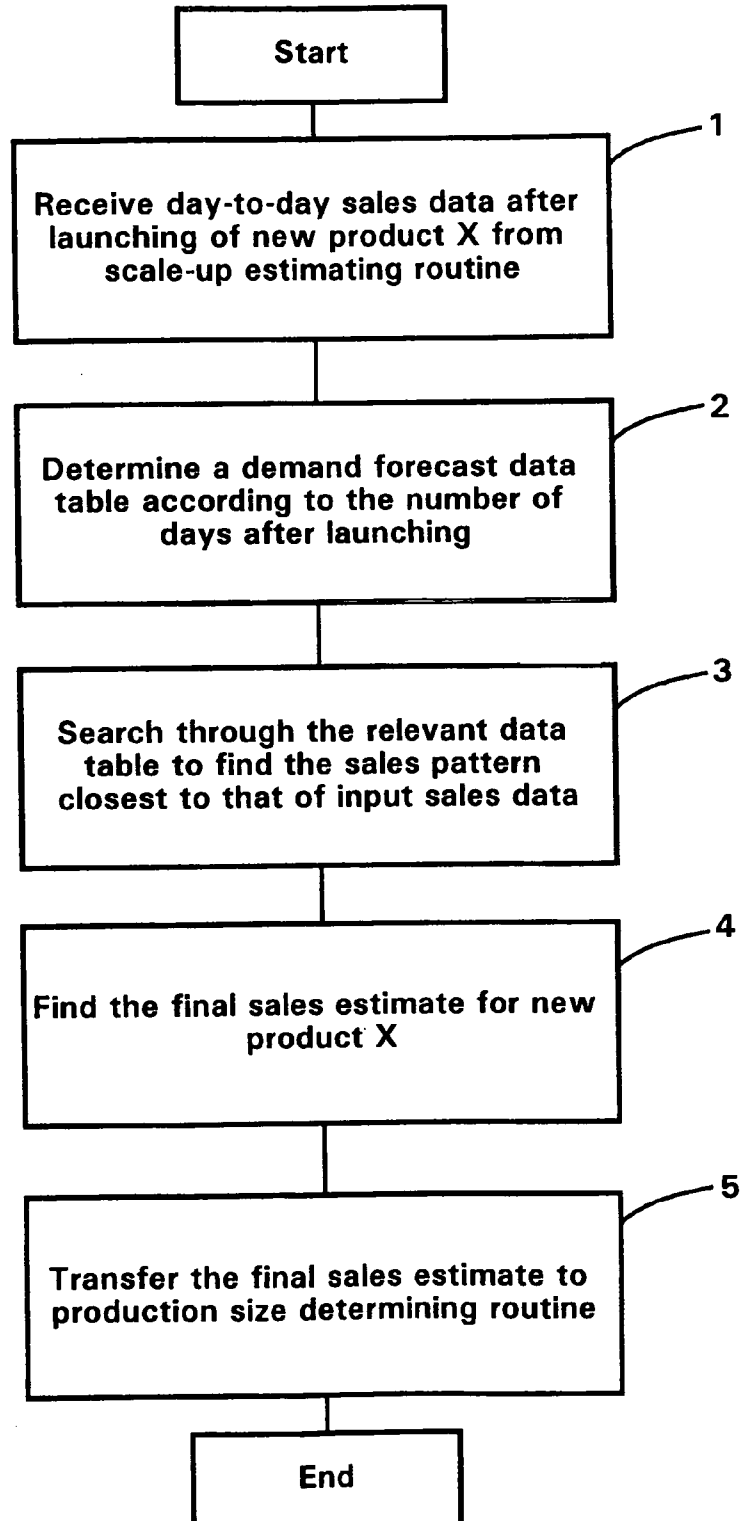 Start
1
Receive day-to-day sales data after
launching of new product X from
scale-up estimating routine
2
Determine a demand forecast data
table according to the number of
days after launching
3
Search through the relevant data
table to find the sales pattern
closest to that of input sales data
4
Find the final sales estimate for new
product X
5
Transfer the final sales estimate to
production size determining routine
End